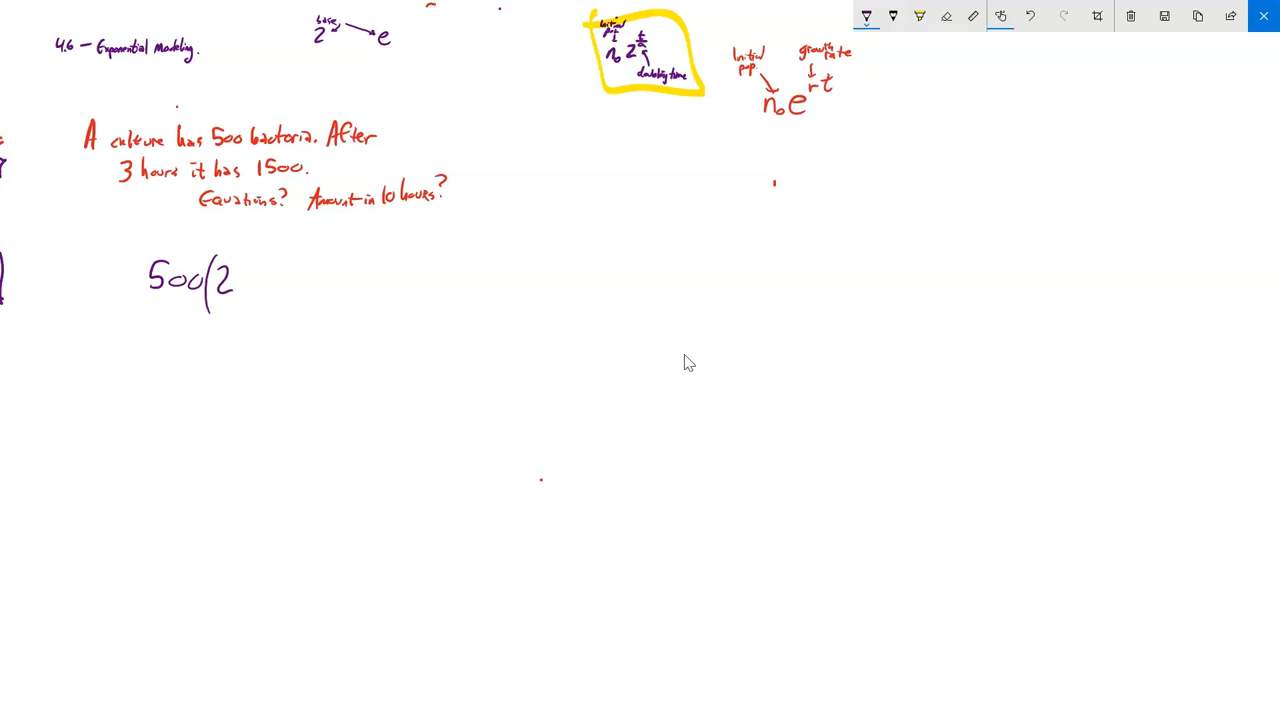 4.6 — Exponential Modeling.
base
2 e
initial
n₀ 2^(t/a)
doubling time
Initial
pop.
growth
rate
n₀ e^(rt)
A culture has 500 bacteria. After
3 hours it has 1500.
Equations? Amount in 10 hours?
500(2